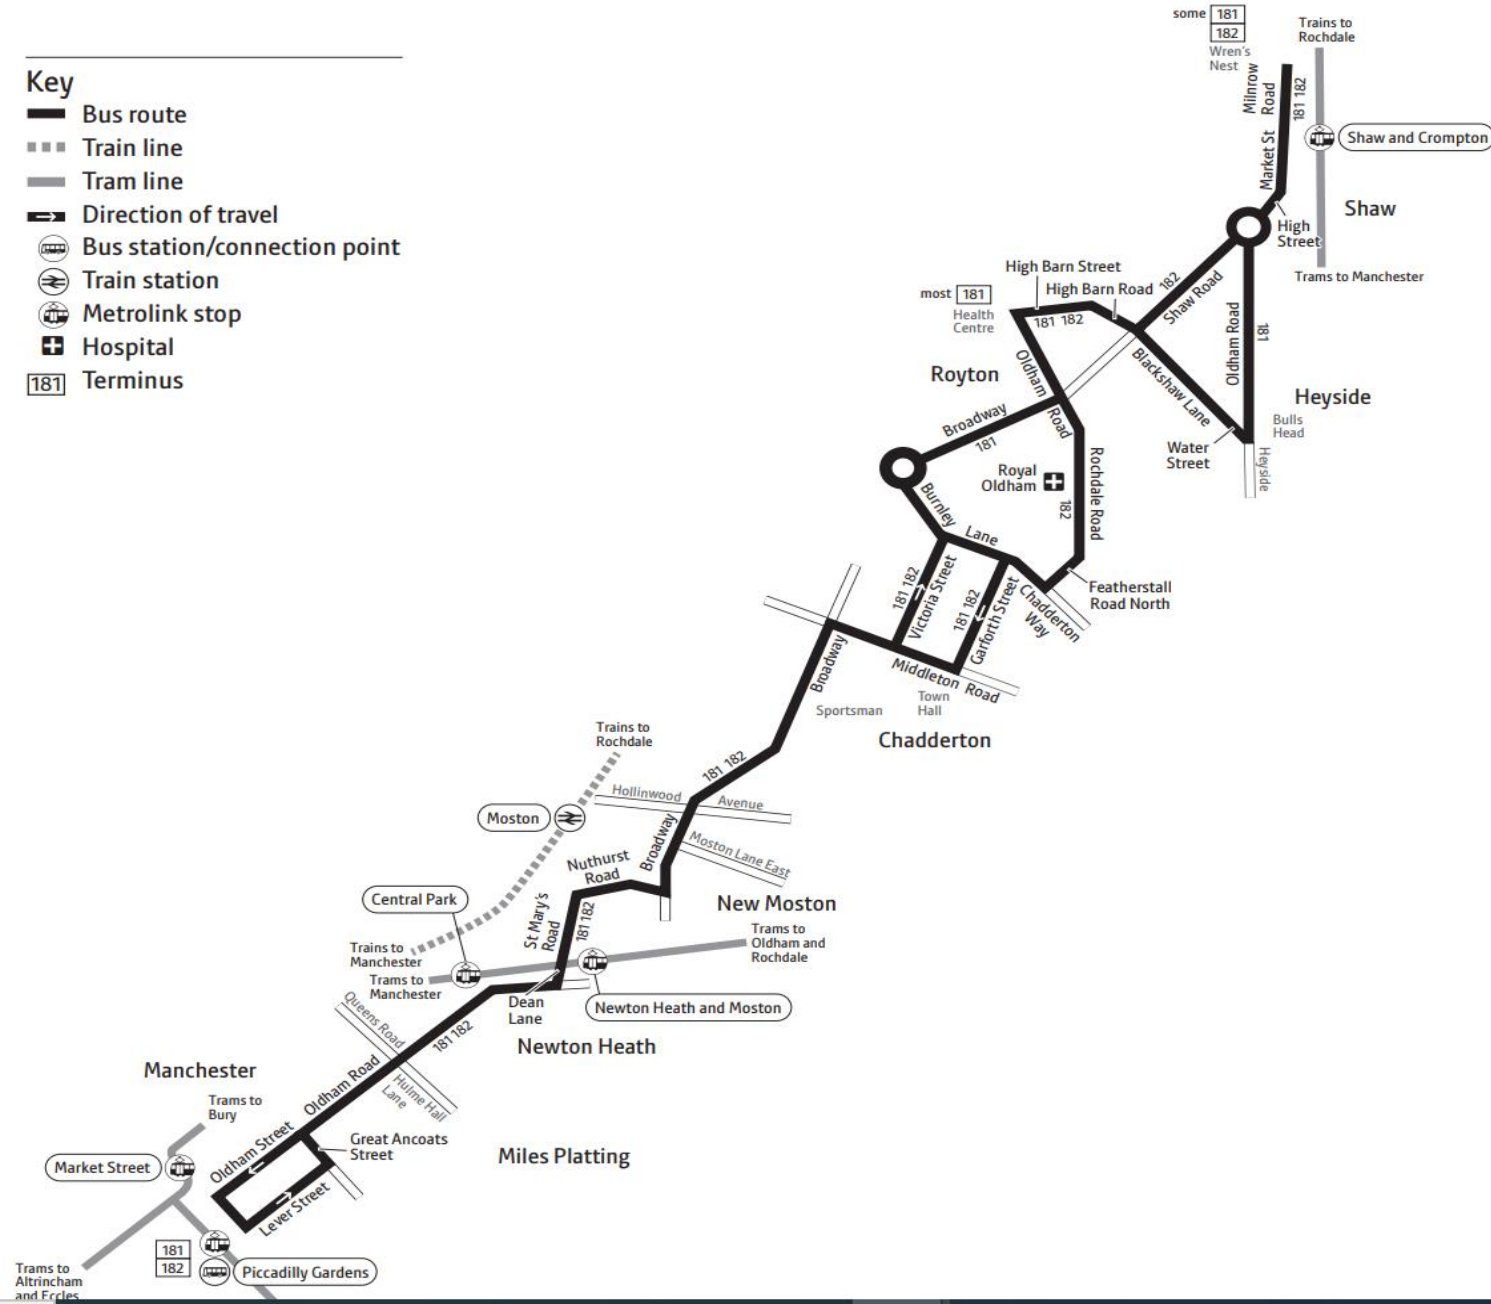 Key
Bus route
Train line
Tram line
Direction of travel
Bus station/connection point
Train station
Metrolink stop
Hospital
181 Terminus
some 181
182
Wren's
Nest
Trains to
Rochdale
Milnrow
Road
181 182
Market St
Shaw and Crompton
Shaw
High
Street
Trams to Manchester
High Barn Street
High Barn Road
182
Shaw Road
most 181
Health
Centre
181 182
Oldham Road
181
Oldham
Road
Royton
Blackshaw Lane
Heyside
Bulls
Head
Broadway
181
Water
Street
Heyside
Royal
Oldham
Rochdale Road
182
Burnley
Lane
181 182
Victoria Street
181 182
Garforth Street
Chadderton
Way
Featherstall
Road North
Broadway
Middleton Road
Sportsman
Town
Hall
Chadderton
Trains to
Rochdale
181 182
Hollinwood Avenue
Moston
Broadway
Moston Lane East
Nuthurst
Road
Central Park
New Moston
St Mary's
Road
181 182
Trains to
Manchester
Trams to
Manchester
Trams to
Oldham and
Rochdale
Dean
Lane
Newton Heath and Moston
Queens Road
181 182
Newton Heath
Manchester
Oldham Road
Hulme Hall
Lane
Trams to
Bury
Oldham Street
Great Ancoats
Street
Miles Platting
Market Street
Lever Street
181
182
Piccadilly Gardens
Trams to
Altrincham
and Eccles